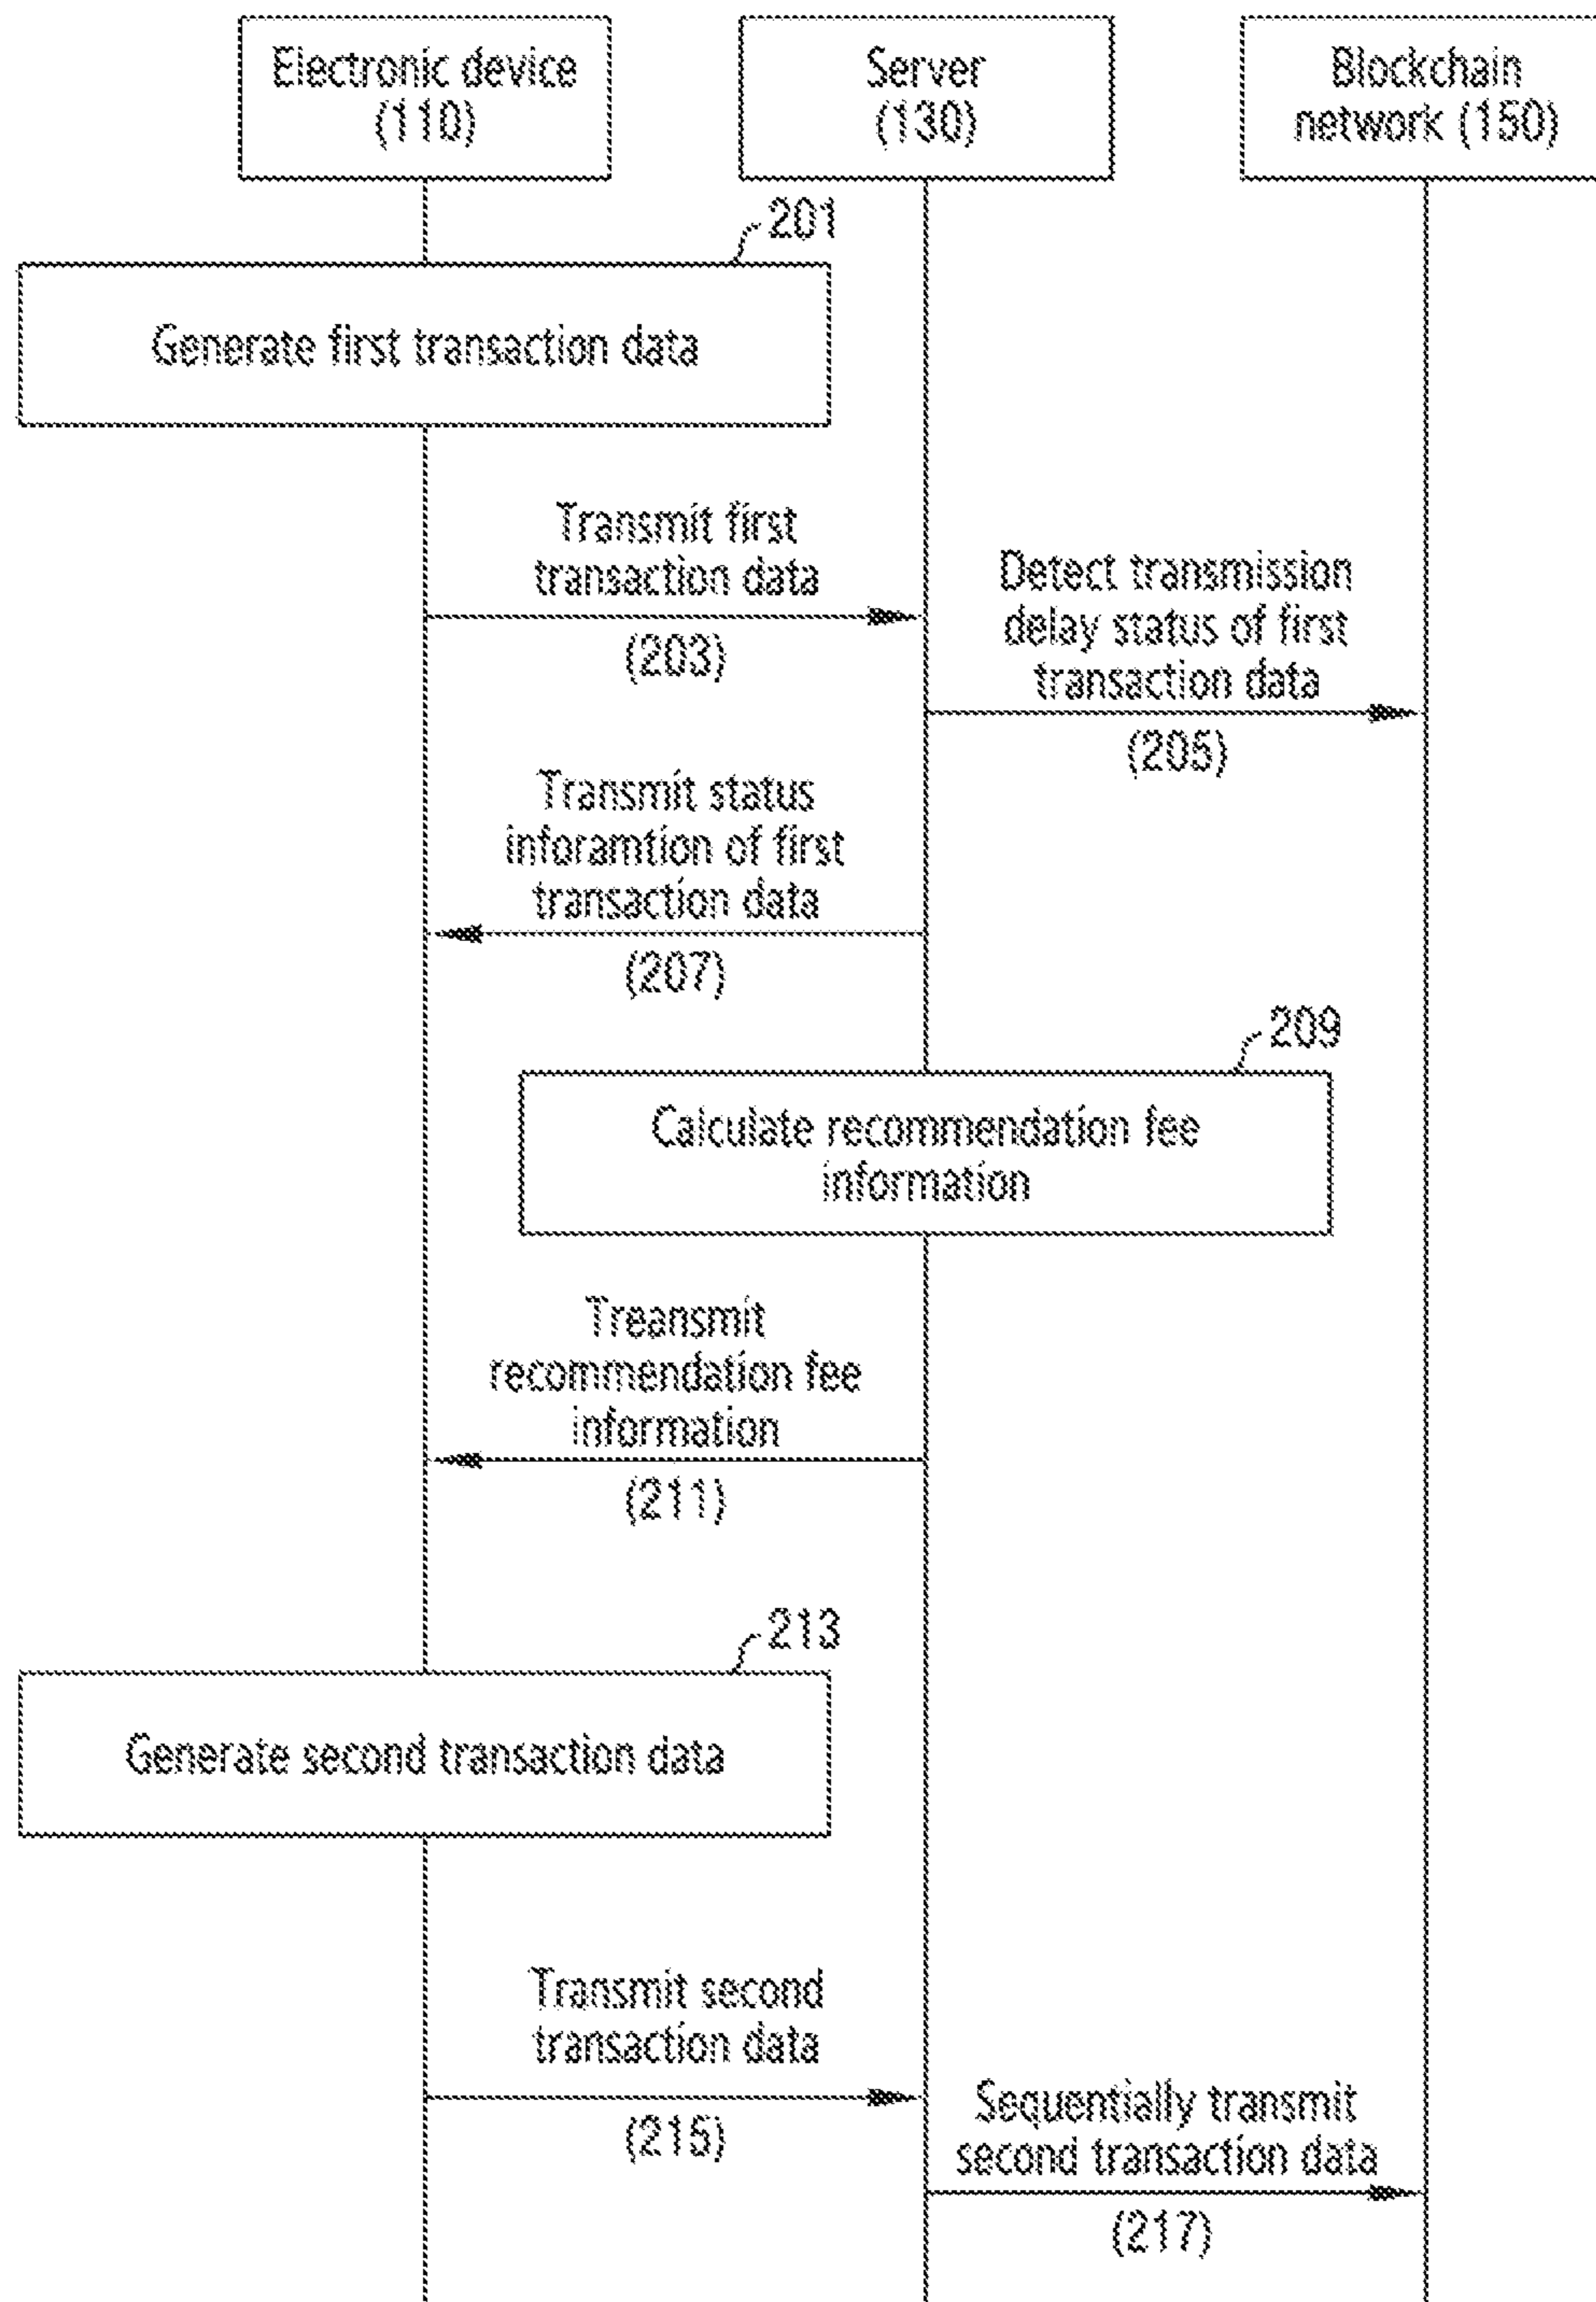 Electronic device
(110)
Server
(130)
Blockchain
network (150)
201
Generate first transaction data
Transmit first
transaction data
(203)
Detect transmission
delay status of first
transaction data
(205)
Transmit status
inforamtion of first
transaction data
(207)
209
Calculate recommendation fee
information
Treansmit
recommendation fee
information
(211)
213
Generate second transaction data
Transmit second
transaction data
(215)
Sequentially transmit
second transaction data
(217)